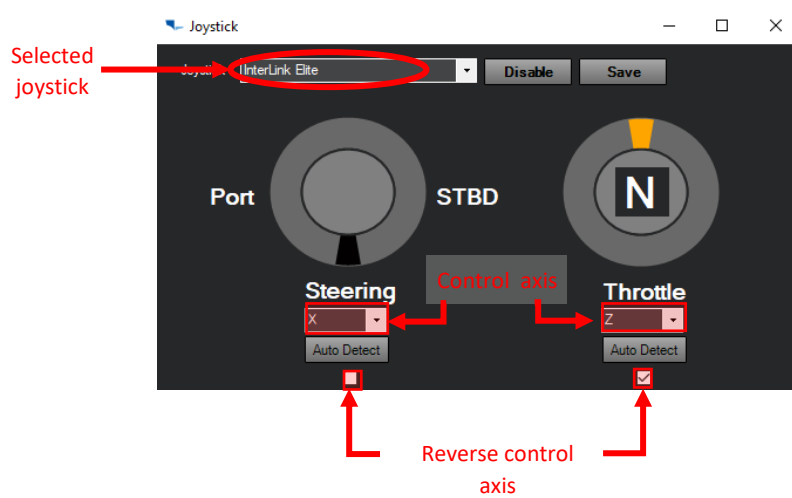 Joystick
Selected
joystick
InterLink Elite
Disable
Save
Port
STBD
N
Control axis
Steering
Throttle
X
Z
Auto Detect
Auto Detect
Reverse control
axis